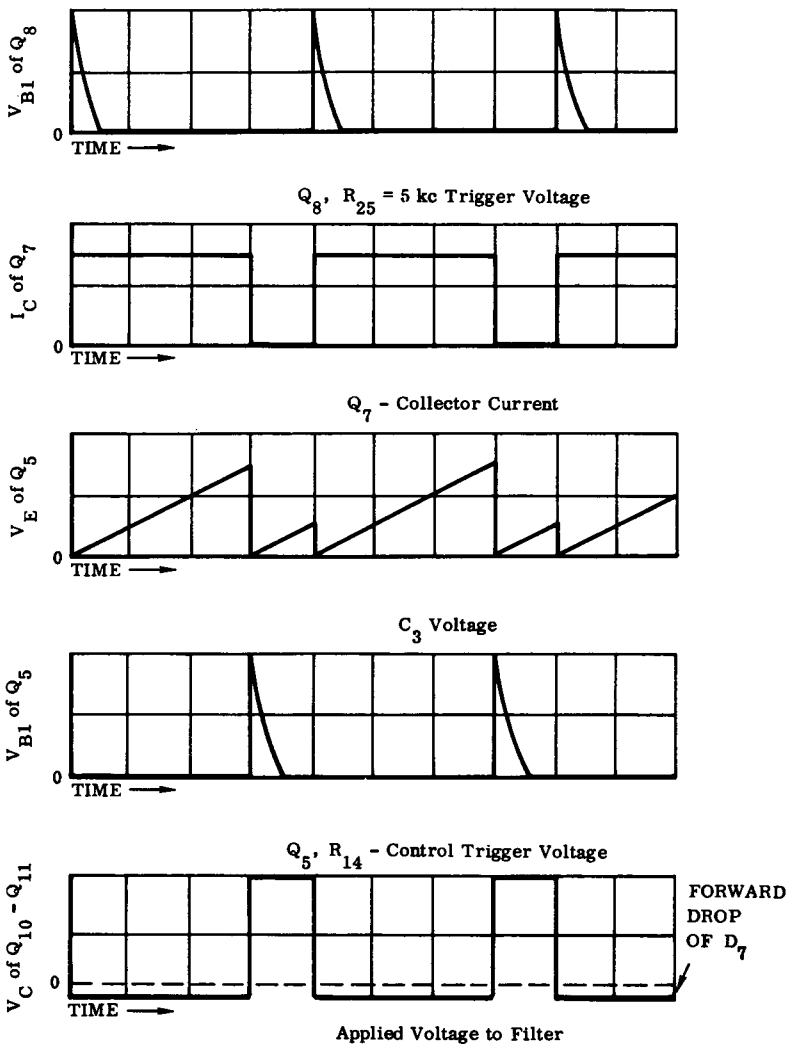 V_B1 of Q_8
0
TIME
Q_8, R_25 = 5 kc Trigger Voltage
I_C of Q_7
0
TIME
Q_7 - Collector Current
V_E of Q_5
0
TIME
C_3 Voltage
V_B1 of Q_5
0
TIME
Q_5, R_14 - Control Trigger Voltage
V_C of Q_10 - Q_11
0
TIME
FORWARD
DROP
OF D_7
Applied Voltage to Filter